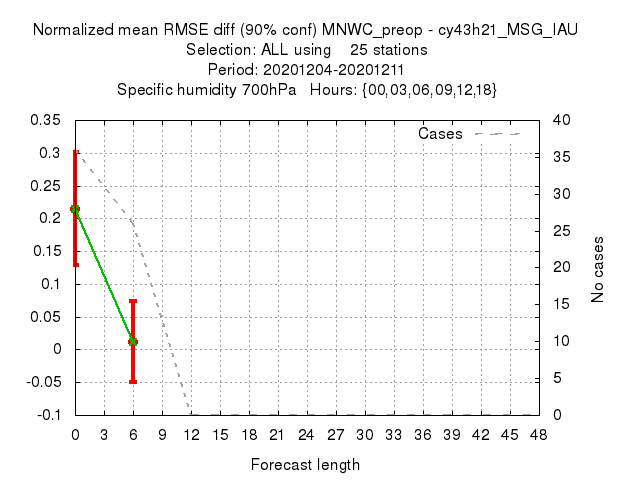 Normalized mean RMSE diff (90% conf) MNWC_preop - cy43h21_MSG_IAU
Selection: ALL using 25 stations
Period: 20201204-20201211
Specific humidity 700hPa Hours: {00,03,06,09,12,18}
Cases
0.35
0.3
0.25
0.2
0.15
0.1
0.05
0
-0.05
-0.1
40
35
30
25
20
15
10
5
0
No cases
0 3 6 9 12 15 18 21 24 27 30 33 36 39 42 45 48
Forecast length